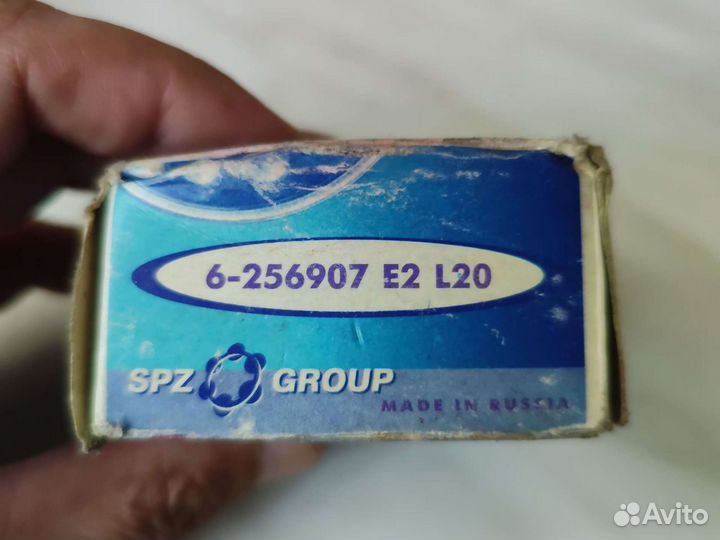 6-256907 E2 L20
SPZ GROUP
MADE IN RUSSIA
Avito